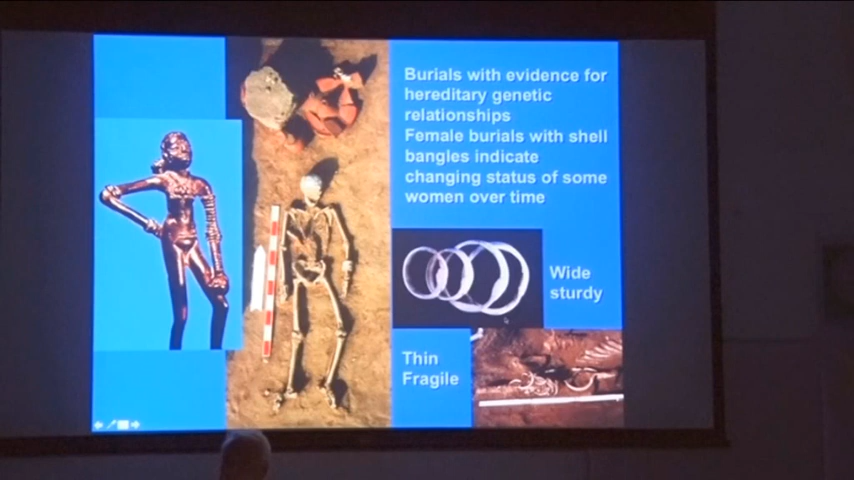 Burials with evidence for
hereditary genetic
relationships
Female burials with shell
bangles indicate
changing status of some
women over time
Wide
sturdy
Thin
Fragile